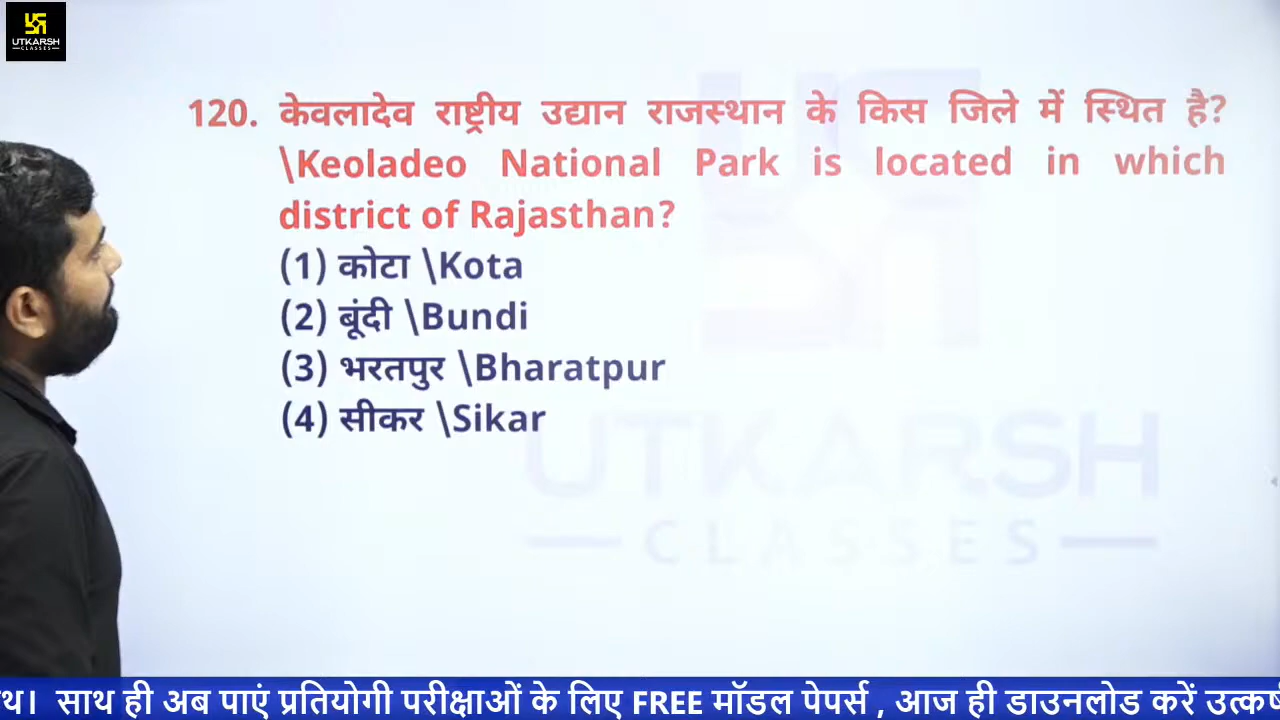 UTKARSH
CLASSES
120. केवलादेव राष्ट्रीय उद्यान राजस्थान के किस जिले में स्थित है?
\Keoladeo National Park is located in which
district of Rajasthan?
(1) कोटा \Kota
(2) बूंदी \Bundi
(3) भरतपुर \Bharatpur
(4) सीकर \Sikar
UTKARSH
CLASSES
साथ ही अब पाएं प्रतियोगी परीक्षाओं के लिए FREE मॉडल पेपर्स , आज ही डाउनलोड करें